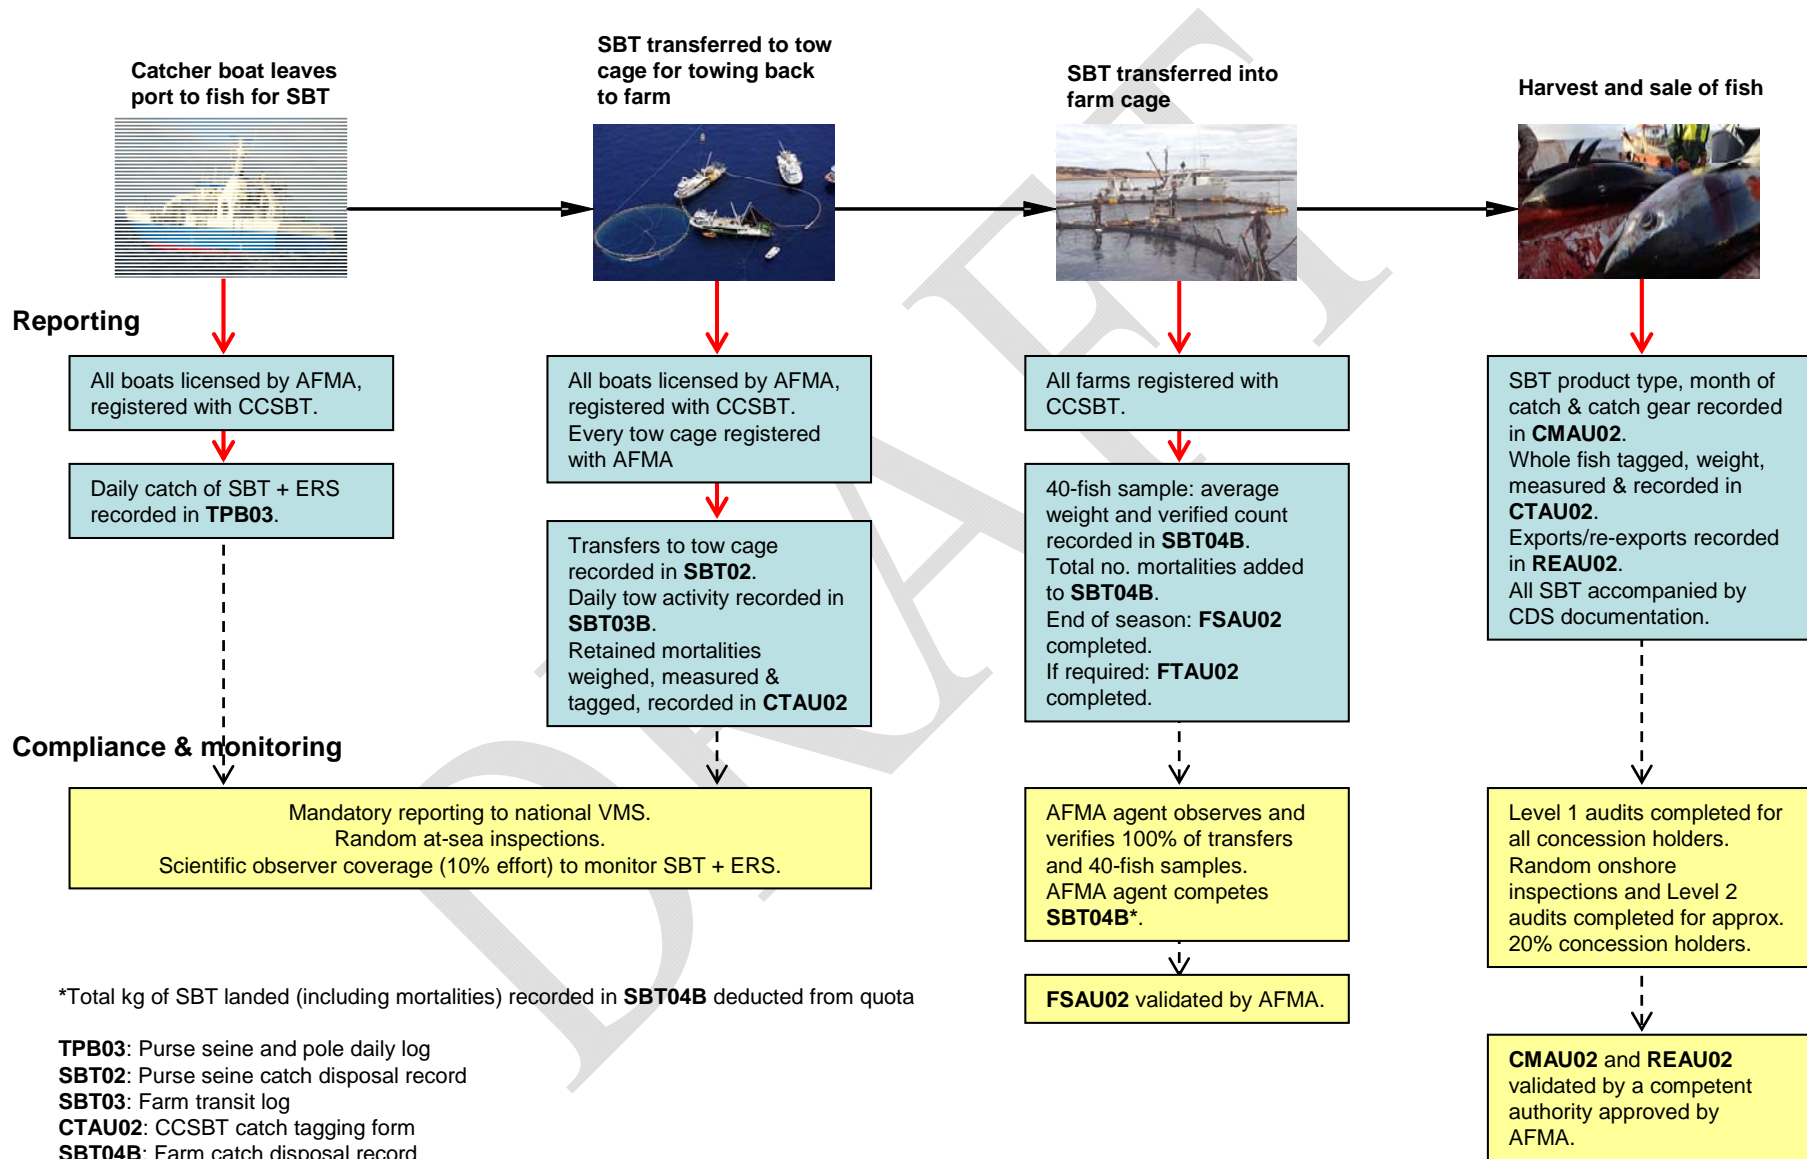 Catcher boat leaves
port to fish for SBT
SBT transferred to tow
cage for towing back
to farm
SBT transferred into
farm cage
Harvest and sale of fish
Reporting
All boats licensed by AFMA,
registered with CCSBT.
Daily catch of SBT + ERS
recorded in TPB03.
All boats licensed by AFMA,
registered with CCSBT.
Every tow cage registered
with AFMA
Transfers to tow cage
recorded in SBT02.
Daily tow activity recorded in
SBT03B.
Retained mortalities
weighed, measured &
tagged, recorded in CTAU02
All farms registered with
CCSBT.
40-fish sample: average
weight and verified count
recorded in SBT04B.
Total no. mortalities added
to SBT04B.
End of season: FSAU02
completed.
If required: FTAU02
completed.
SBT product type, month of
catch & catch gear recorded
in CMAU02.
Whole fish tagged, weight,
measured & recorded in
CTAU02.
Exports/re-exports recorded
in REAU02.
All SBT accompanied by
CDS documentation.
Compliance & monitoring
Mandatory reporting to national VMS.
Random at-sea inspections.
Scientific observer coverage (10% effort) to monitor SBT + ERS.
AFMA agent observes and
verifies 100% of transfers
and 40-fish samples.
AFMA agent competes
SBT04B*.
FSAU02 validated by AFMA.
Level 1 audits completed for
all concession holders.
Random onshore
inspections and Level 2
audits completed for approx.
20% concession holders.
CMAU02 and REAU02
validated by a competent
authority approved by
AFMA.
*Total kg of SBT landed (including mortalities) recorded in SBT04B deducted from quota
TPB03: Purse seine and pole daily log
SBT02: Purse seine catch disposal record
SBT03: Farm transit log
CTAU02: CCSBT catch tagging form
SBT04B: Farm catch disposal record
DRAFT